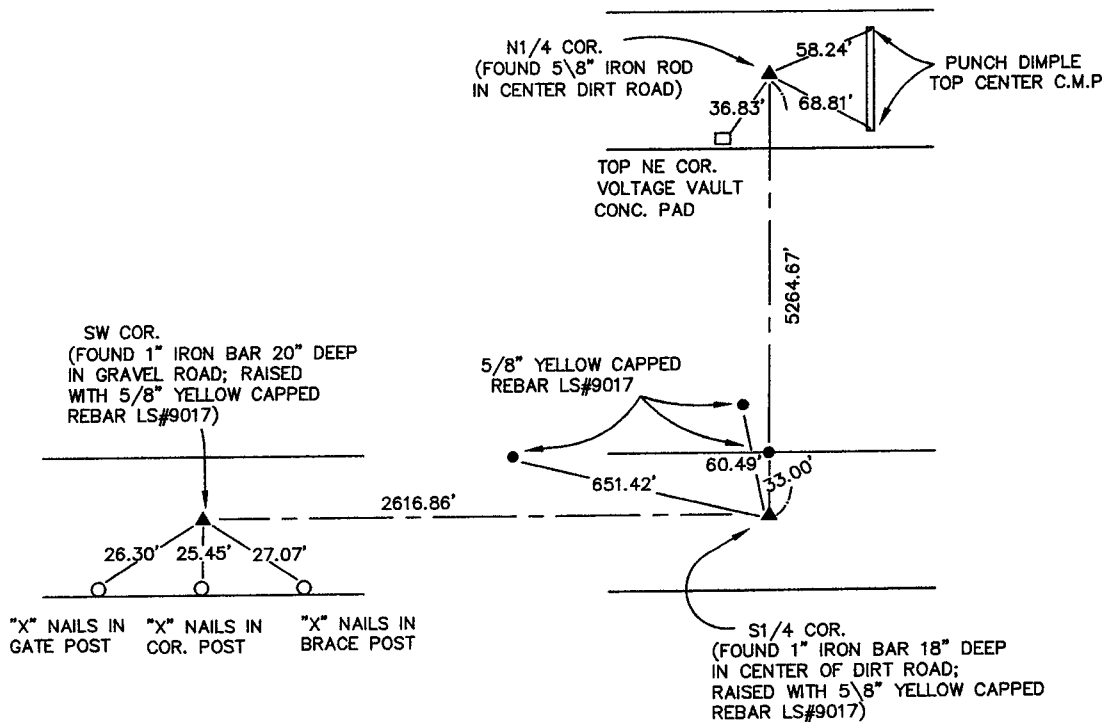 N1/4 COR.
(FOUND 5\8" IRON ROD
IN CENTER DIRT ROAD)
58.24'
68.81'
36.83'
PUNCH DIMPLE
TOP CENTER C.M.P
TOP NE COR.
VOLTAGE VAULT
CONC. PAD
5264.67'
SW COR.
(FOUND 1" IRON BAR 20" DEEP
IN GRAVEL ROAD; RAISED
WITH 5/8" YELLOW CAPPED
REBAR LS#9017)
5/8" YELLOW CAPPED
REBAR LS#9017
60.49'
33.00'
651.42'
2616.86'
26.30'
25.45'
27.07'
"X" NAILS IN
GATE POST
"X" NAILS IN
COR. POST
"X" NAILS IN
BRACE POST
S1/4 COR.
(FOUND 1" IRON BAR 18" DEEP
IN CENTER OF DIRT ROAD;
RAISED WITH 5\8" YELLOW CAPPED
REBAR LS#9017)